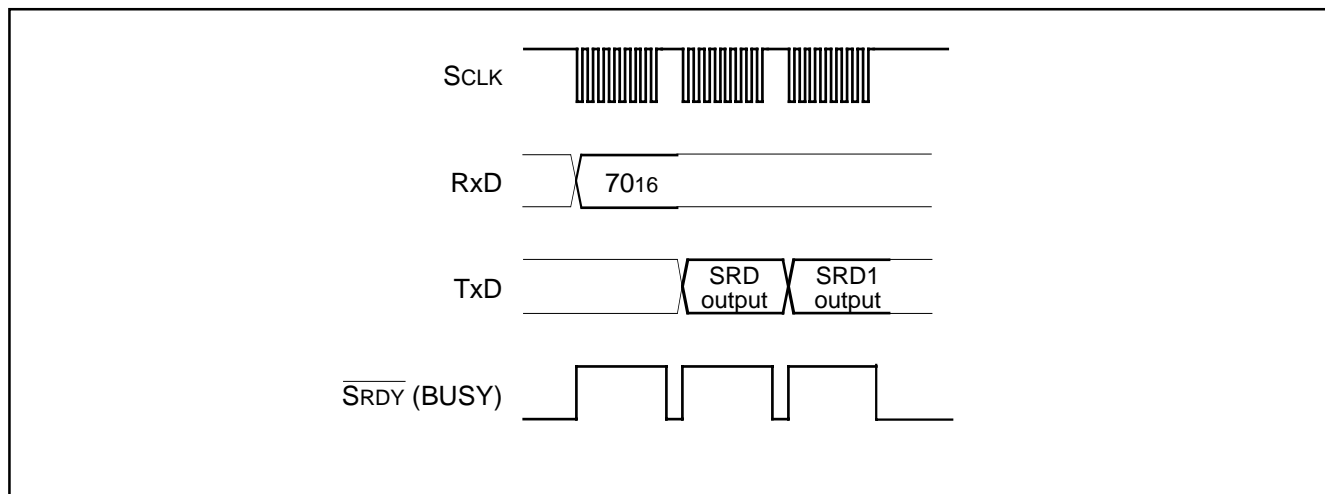 SCLK
RxD
7016
TxD
SRD
output
SRD1
output
SRDY (BUSY)